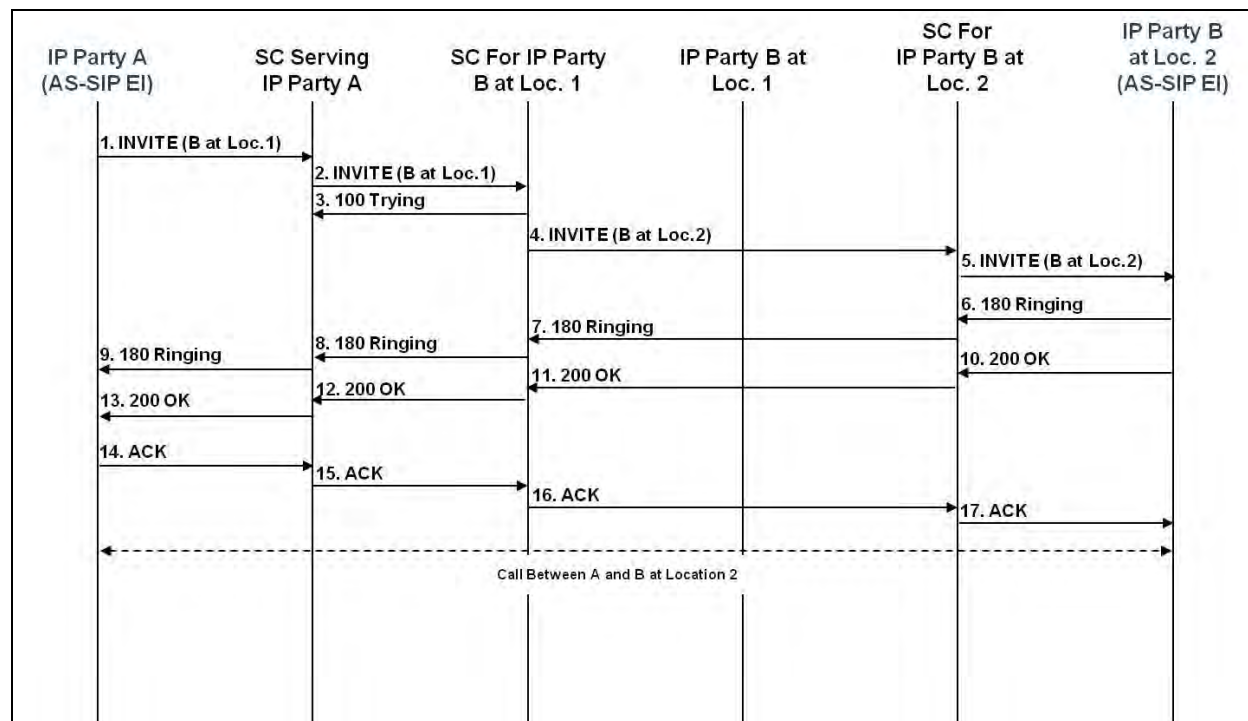 IP Party A
(AS-SIP EI)
SC Serving
IP Party A
SC For IP Party
B at Loc. 1
IP Party B at
Loc. 1
SC For
IP Party B at
Loc. 2
IP Party B
at Loc. 2
(AS-SIP EI)
1. INVITE (B at Loc.1)
2. INVITE (B at Loc.1)
3. 100 Trying
4. INVITE (B at Loc.2)
5. INVITE (B at Loc.2)
6. 180 Ringing
7. 180 Ringing
8. 180 Ringing
9. 180 Ringing
10. 200 OK
11. 200 OK
12. 200 OK
13. 200 OK
14. ACK
15. ACK
16. ACK
17. ACK
Call Between A and B at Location 2